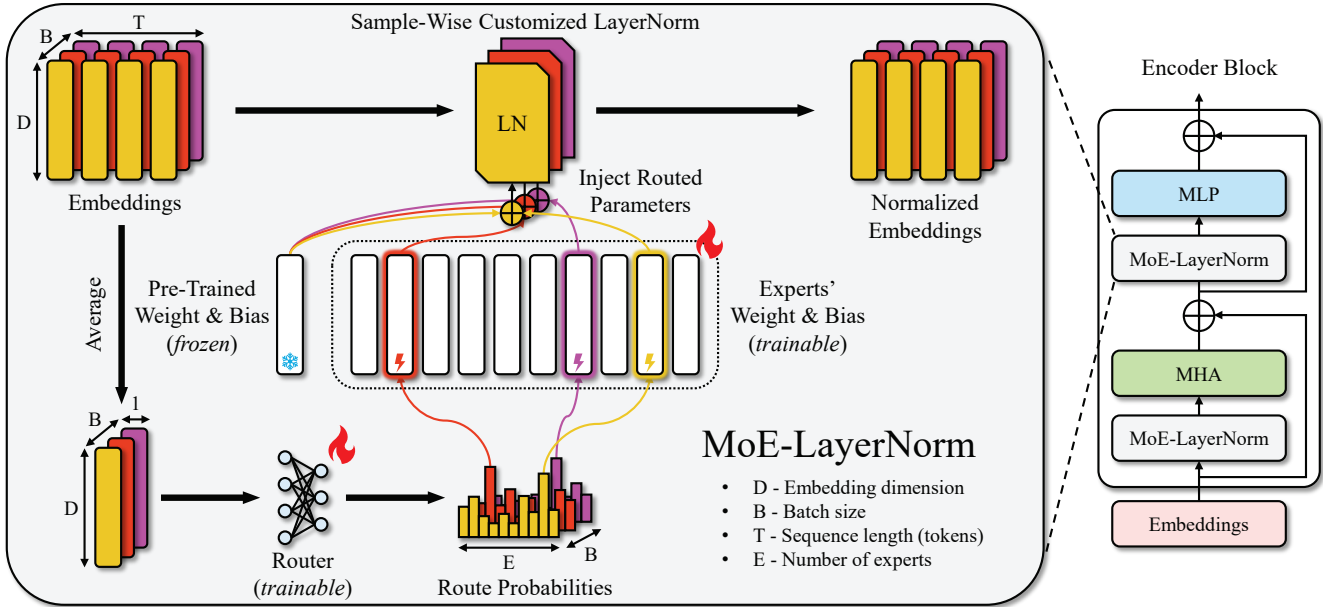 Sample-Wise Customized LayerNorm
B
T
D
Embeddings
LN
Inject Routed
Parameters
Normalized
Embeddings
Average
Pre-Trained
Weight & Bias
(frozen)
Experts'
Weight & Bias
(trainable)
B
1
D
Router
(trainable)
E
B
Route Probabilities
MoE-LayerNorm
• D - Embedding dimension
• B - Batch size
• T - Sequence length (tokens)
• E - Number of experts
Encoder Block
MLP
MoE-LayerNorm
MHA
MoE-LayerNorm
Embeddings